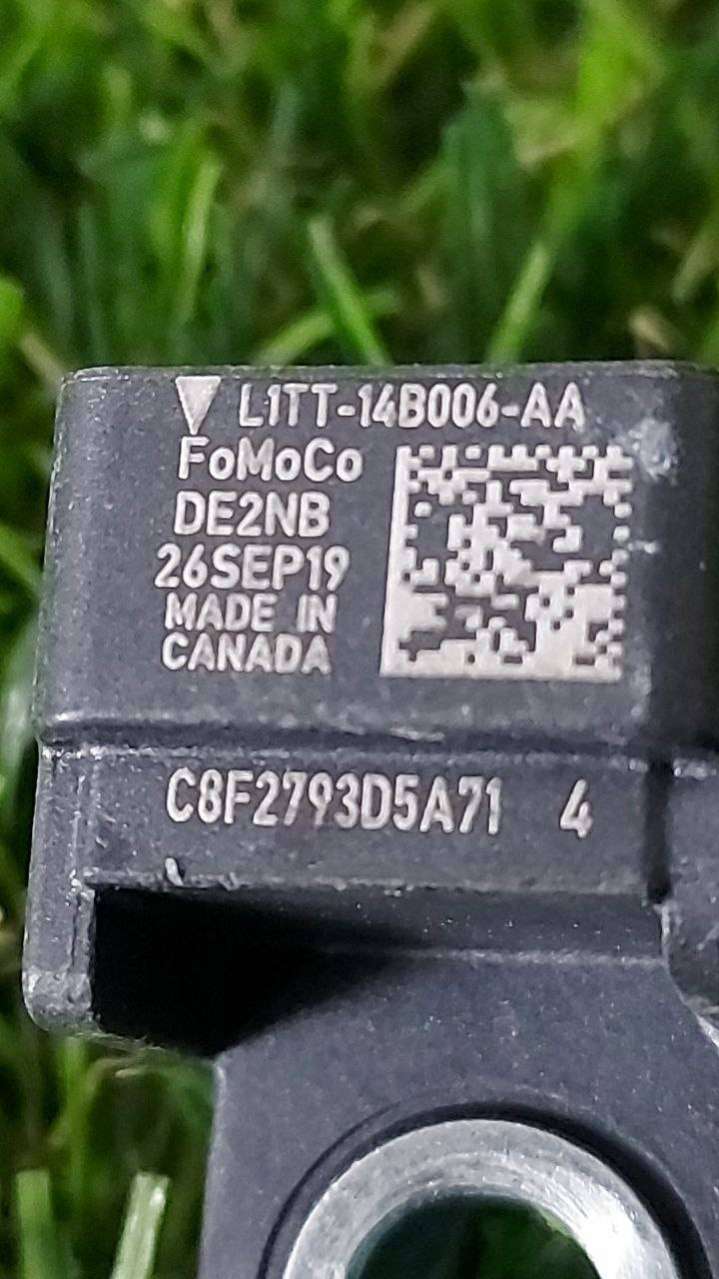 L1TT-14B006-AA
FoMoCo
DE2NB
26SEP19
MADE IN
CANADA
C8F2793D5A71 4